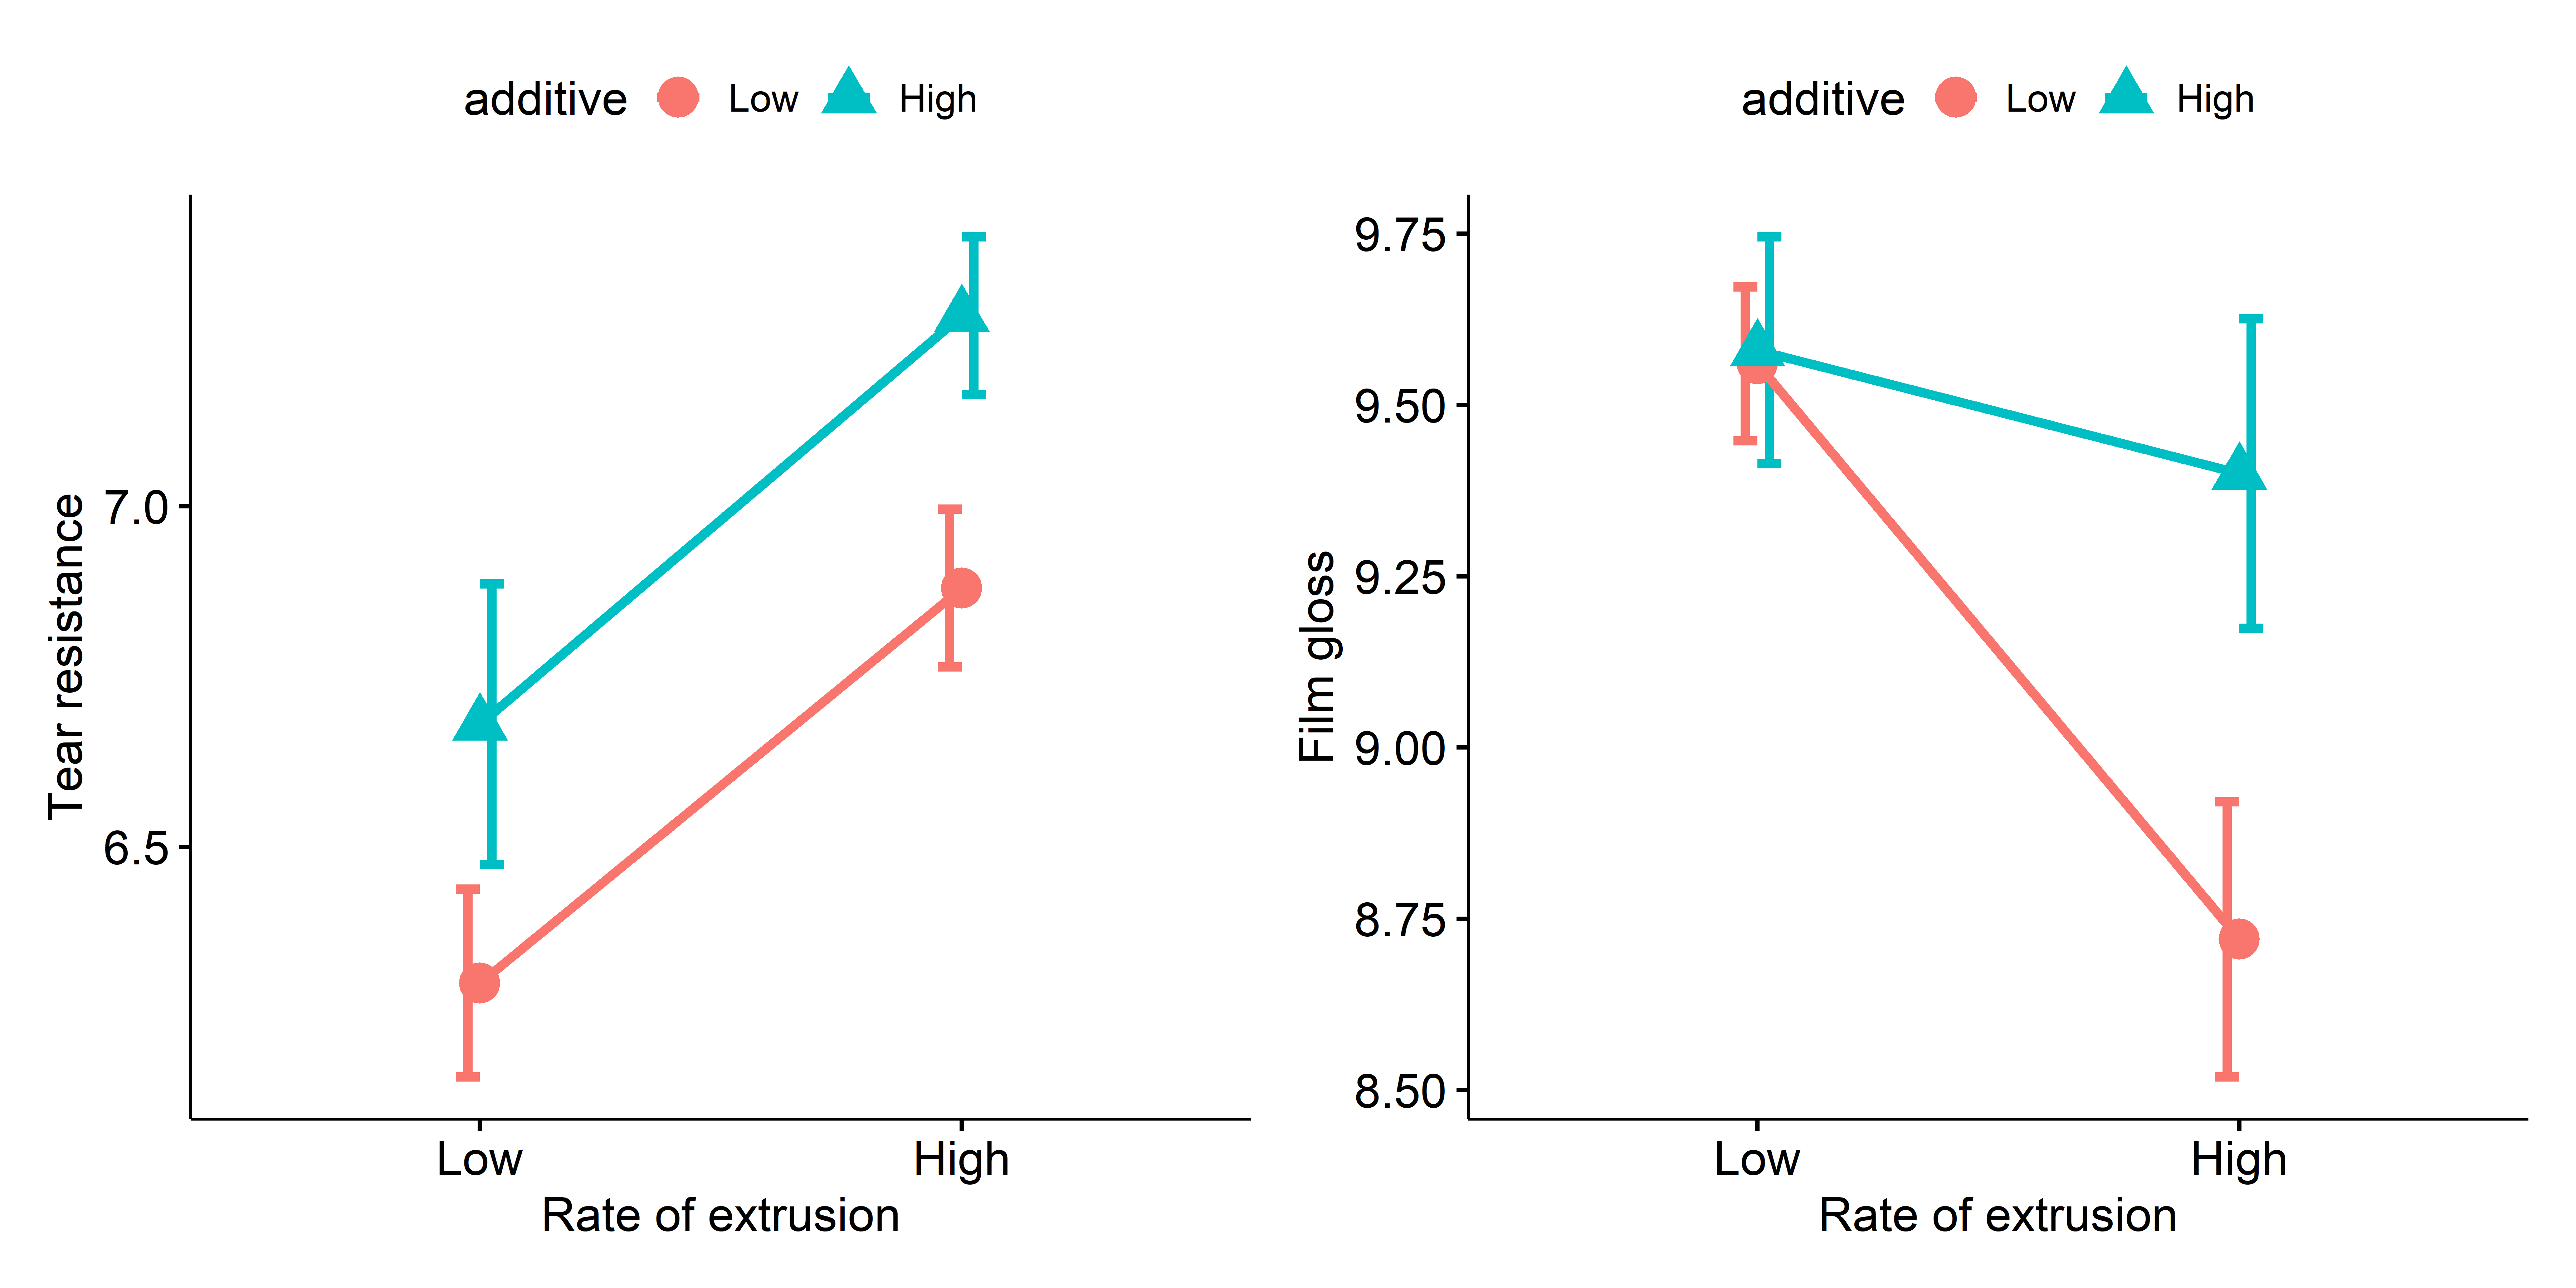 additive Low High
Tear resistance
7.0
6.5
Low High
Rate of extrusion
additive Low High
Film gloss
9.75
9.50
9.25
9.00
8.75
8.50
Low High
Rate of extrusion